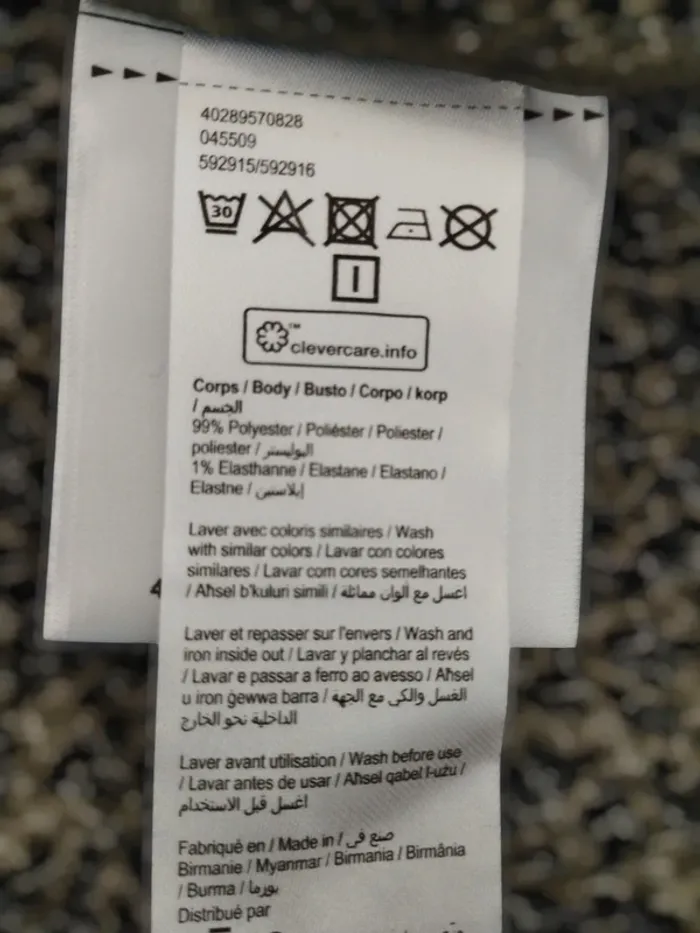 40289570828
045509
592915/592916
30
I
™
clevercare.info
Corps / Body / Busto / Corpo / korp
/ الجسم
99% Polyester / Poliéster / Poliester /
poliester / البوليستر
1% Elasthanne / Elastane / Elastano /
Elastne / إيلاستين
Laver avec coloris similaires / Wash
with similar colors / Lavar con colores
similares / Lavar com cores semelhantes
/ Aħsel b'kuluri simili / اغسل مع ألوان مماثلة
4
Laver et repasser sur l'envers / Wash and
iron inside out / Lavar y planchar al revés
/ Lavar e passar a ferro ao avesso / Aħsel
u iron ġewwa barra / الغسل والكي مع الجهة
الداخلية نحو الخارج
Laver avant utilisation / Wash before use
/ Lavar antes de usar / Aħsel qabel l-użu /
اغسل قبل الاستخدام
Fabriqué en / Made in / صنع في
Birmanie / Myanmar / Birmania / Birmânia
/ Burma / بورما
Distribué par